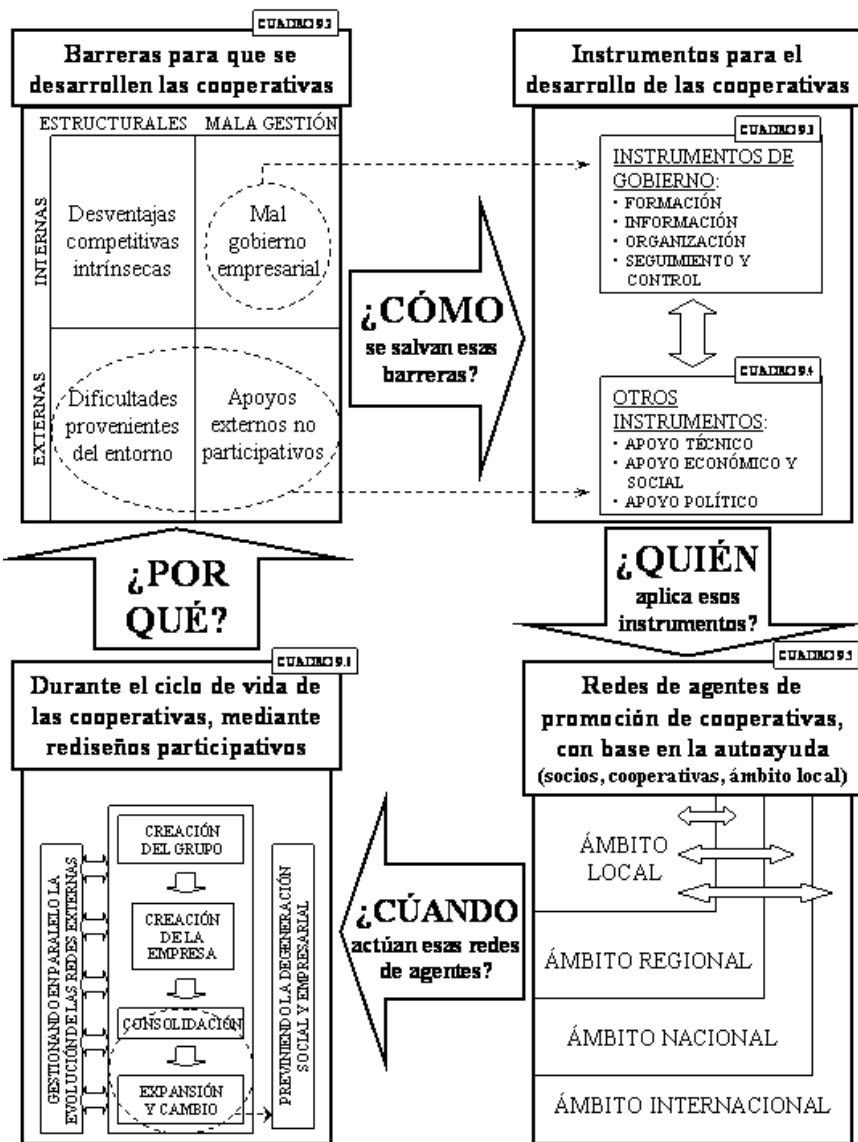 CUADRO 9.2
Barreras para que se
desarrollen las cooperativas
ESTRUCTURALES
MALA GESTIÓN
INTERNAS
Desventajas
competitivas
intrínsecas
Mal
gobierno
empresarial
EXTERNAS
Dificultades
provenientes
del entorno
Apoyos
externos no
participativos
¿CÓMO
se salvan esas
barreras?
Instrumentos para el
desarrollo de las cooperativas
CUADRO 9.3
INSTRUMENTOS DE
GOBIERNO:
· FORMACIÓN
· INFORMACIÓN
· ORGANIZACIÓN
· SEGUIMIENTO Y
CONTROL
CUADRO 9.4
OTROS
INSTRUMENTOS:
· APOYO TÉCNICO
· APOYO ECONÓMICO Y
SOCIAL
· APOYO POLÍTICO
¿QUIÉN
aplica esos
instrumentos?
CUADRO 9.5
Redes de agentes de
promoción de cooperativas,
con base en la autoayuda
(socios, cooperativas, ámbito local)
ÁMBITO
LOCAL
ÁMBITO REGIONAL
ÁMBITO NACIONAL
ÁMBITO INTERNACIONAL
¿CÚANDO
actúan esas redes
de agentes?
CUADRO 9.1
Durante el ciclo de vida de
las cooperativas, mediante
rediseños participativos
GESTIONANDO EN PARALELO LA
EVOLUCIÓN DE LAS REDES EXTERNAS
CREACIÓN
DEL GRUPO
CREACIÓN
DE LA
EMPRESA
CONSOLIDACIÓN
EXPANSIÓN
Y CAMBIO
PREVINIENDO LA DEGENERACIÓN
SOCIAL Y EMPRESARIAL
¿POR
QUÉ?